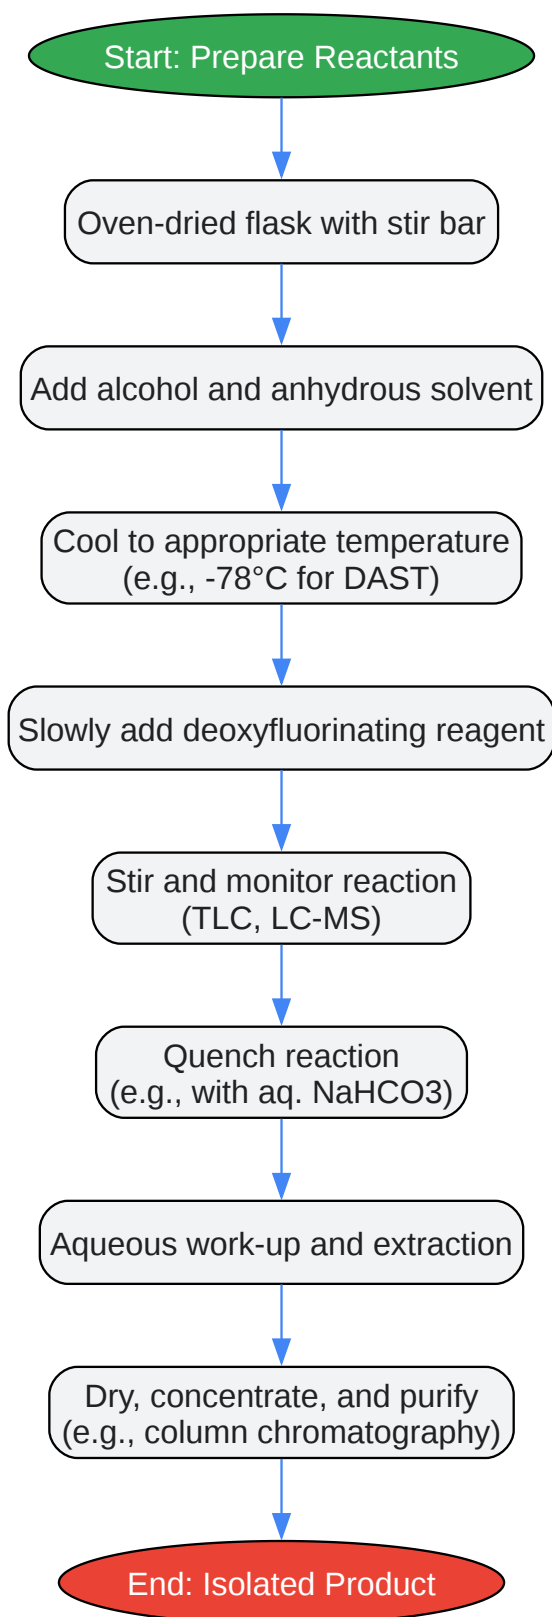 Start: Prepare Reactants
Oven-dried flask with stir bar
Add alcohol and anhydrous solvent
Cool to appropriate temperature
(e.g., -78°C for DAST)
Slowly add deoxyfluorinating reagent
Stir and monitor reaction
(TLC, LC-MS)
Quench reaction
(e.g., with aq. NaHCO3)
Aqueous work-up and extraction
Dry, concentrate, and purify
(e.g., column chromatography)
End: Isolated Product